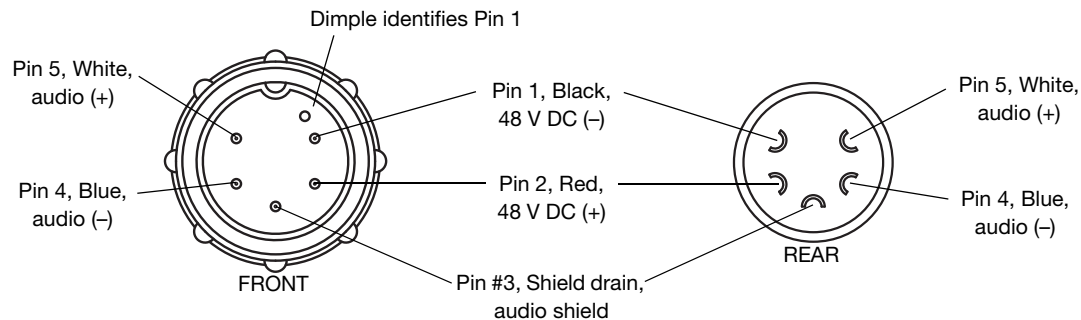 Dimple identifies Pin 1
Pin 5, White,
audio (+)
Pin 1, Black,
48 V DC (–)
Pin 5, White,
audio (+)
Pin 4, Blue,
audio (–)
Pin 2, Red,
48 V DC (+)
Pin 4, Blue,
audio (–)
FRONT
REAR
Pin #3, Shield drain,
audio shield